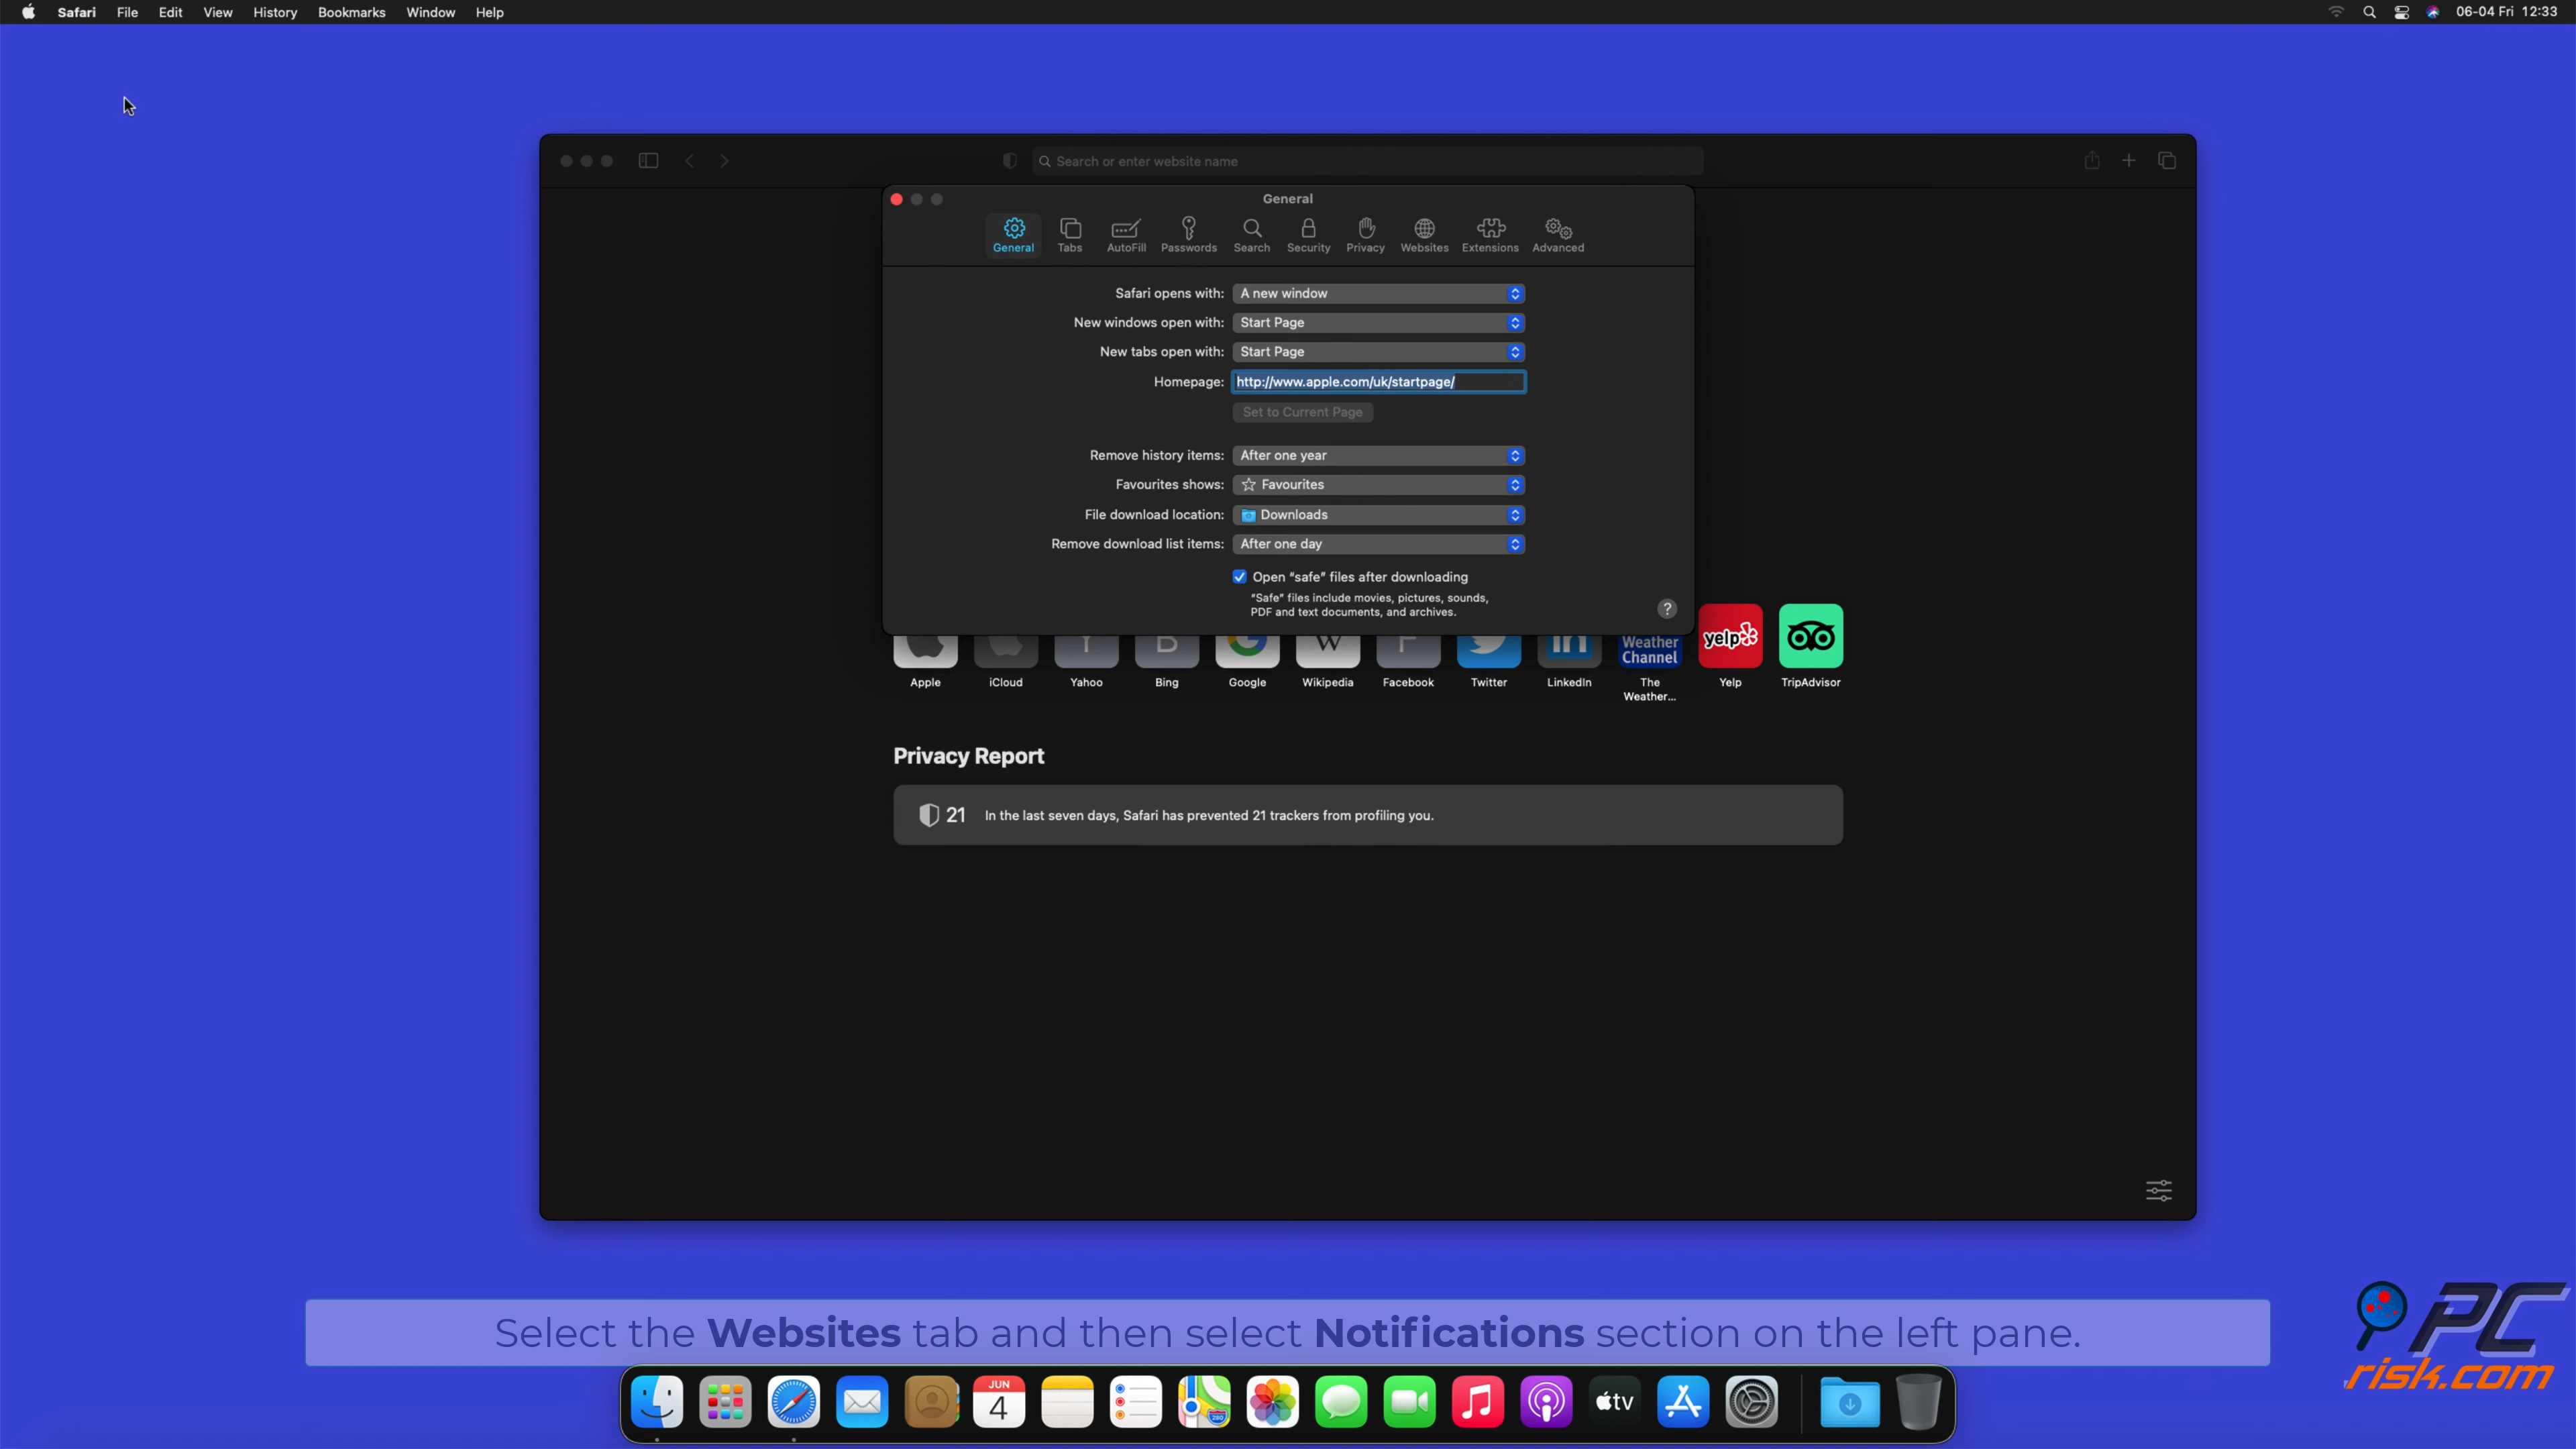 Safari File Edit View History Bookmarks Window Help
06-04 Fri 12:33
Search or enter website name
General
General Tabs AutoFill Passwords Search Security Privacy Websites Extensions Advanced
Safari opens with: A new window
New windows open with: Start Page
New tabs open with: Start Page
Homepage: http://www.apple.com/uk/startpage/
Set to Current Page
Remove history items: After one year
Favourites shows: Favourites
File download location: Downloads
Remove download list items: After one day
Open “safe” files after downloading
“Safe” files include movies, pictures, sounds,
PDF and text documents, and archives.
?
Y B G W F in Weather yelp
Channel
Apple iCloud Yahoo Bing Google Wikipedia Facebook Twitter LinkedIn The Yelp TripAdvisor
Weather...
Privacy Report
21 In the last seven days, Safari has prevented 21 trackers from profiling you.
Select the Websites tab and then select Notifications section on the left pane.
PC
risk.com
JUN
4
280
tv